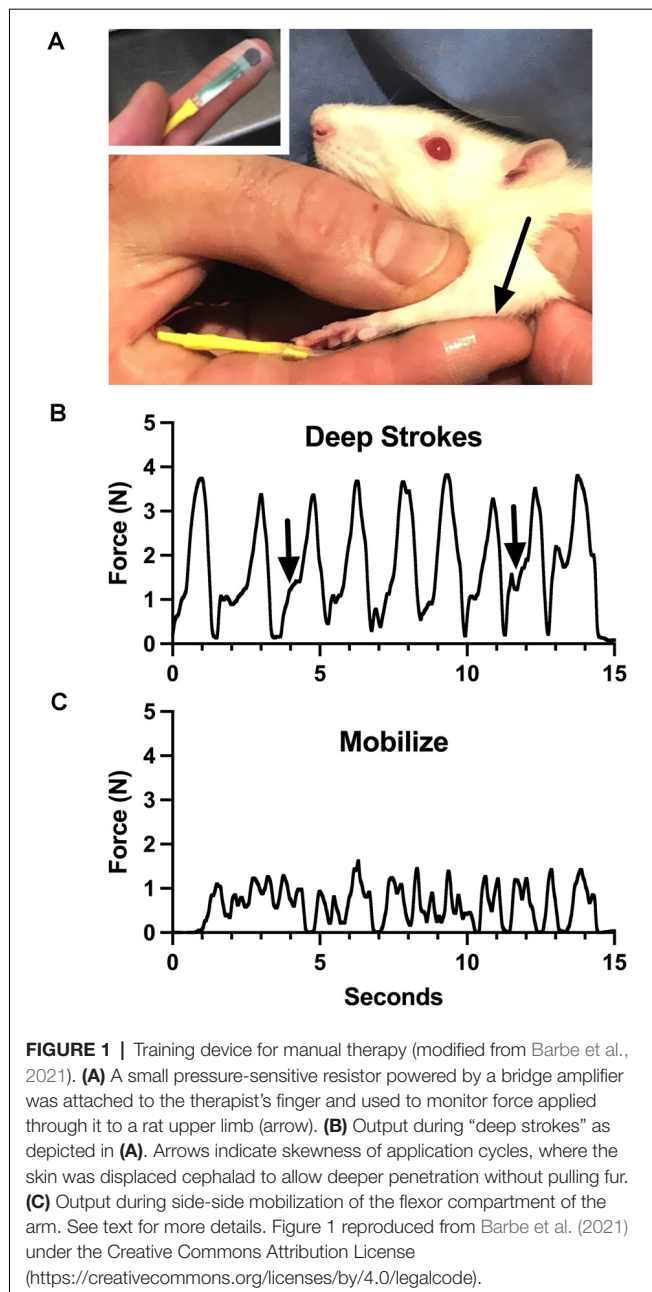 A
B
5
4
3
2
1
0
Force (N)
Deep Strokes
0
5
10
15
C
5
4
3
2
1
0
Force (N)
Mobilize
0
5
10
15
Seconds
FIGURE 1 | Training device for manual therapy (modified from Barbe et al.,
2021). (A) A small pressure-sensitive resistor powered by a bridge amplifier
was attached to the therapist's finger and used to monitor force applied
through it to a rat upper limb (arrow). (B) Output during “deep strokes” as
depicted in (A). Arrows indicate skewness of application cycles, where the
skin was displaced cephalad to allow deeper penetration without pulling fur.
(C) Output during side-side mobilization of the flexor compartment of the
arm. See text for more details. Figure 1 reproduced from Barbe et al. (2021)
under the Creative Commons Attribution License
(https://creativecommons.org/licenses/by/4.0/legalcode).